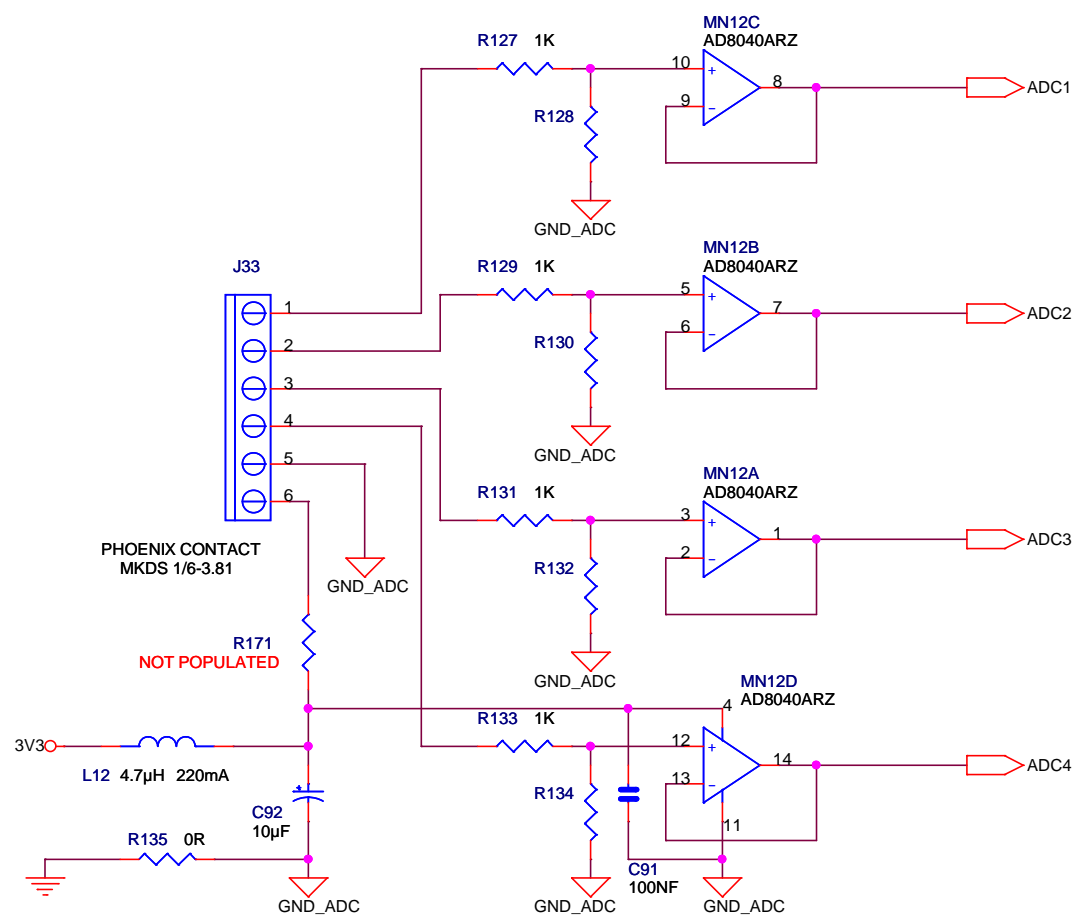 MN12C
AD8040ARZ
R127 1K
10
+
8
9
−
ADC1
R128
GND_ADC
MN12B
AD8040ARZ
J33
R129 1K
5
+
7
6
−
ADC2
R130
GND_ADC
1
2
3
4
5
6
PHOENIX CONTACT
MKDS 1/6-3.81
GND_ADC
MN12A
AD8040ARZ
R131 1K
3
+
1
2
−
ADC3
R132
GND_ADC
R171
NOT POPULATED
MN12D
AD8040ARZ
4
R133 1K
12
+
14
13
−
11
ADC4
R134
3V3
L12 4.7µH 220mA
+
C92
10µF
R135 0R
C91
100NF
GND_ADC
GND_ADC
GND_ADC